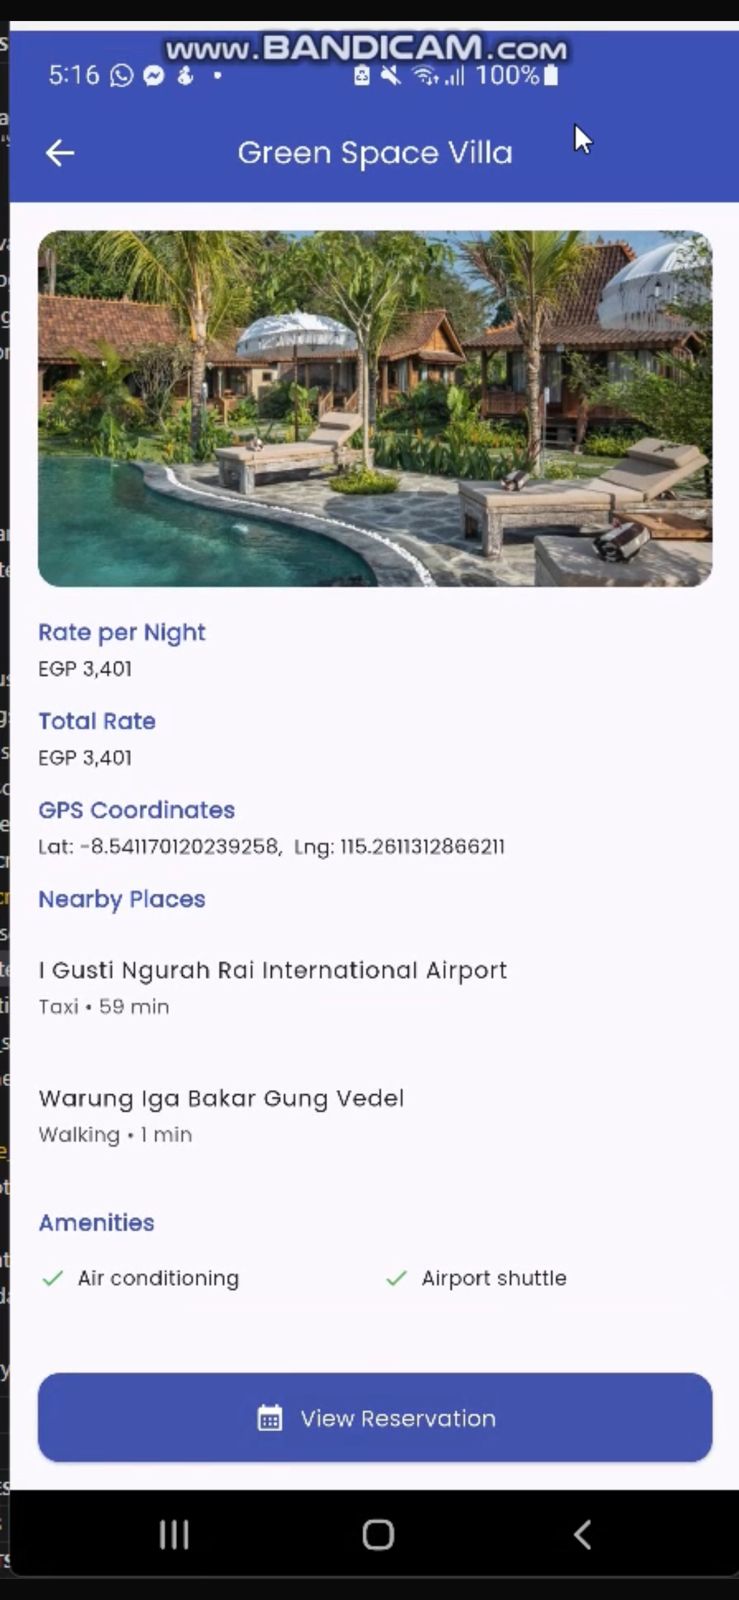 www.BANDICAM.com
5:16
100%
Green Space Villa
Rate per Night
EGP 3,401
Total Rate
EGP 3,401
GPS Coordinates
Lat: -8.541170120239258, Lng: 115.2611312866211
Nearby Places
I Gusti Ngurah Rai International Airport
Taxi • 59 min
Warung Iga Bakar Gung Vedel
Walking • 1 min
Amenities
Air conditioning
Airport shuttle
View Reservation